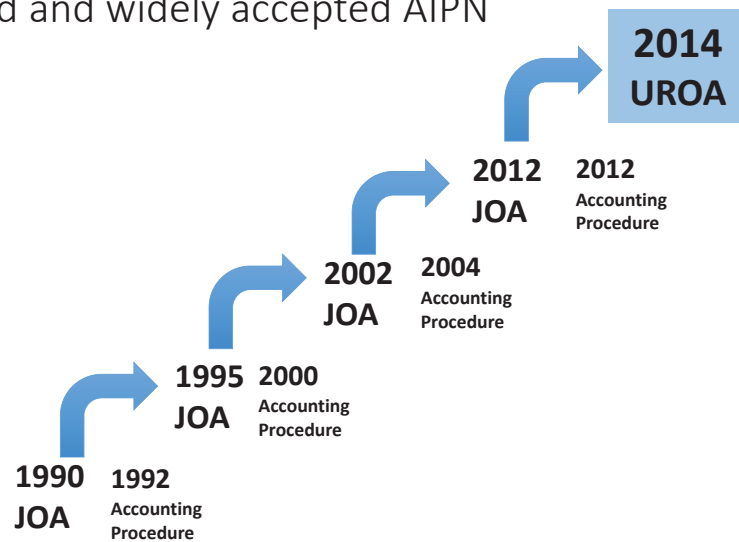 d and widely accepted AIPN
2014
UROA
2012
JOA
2012
Accounting
Procedure
2002
JOA
2004
Accounting
Procedure
1995
JOA
2000
Accounting
Procedure
1990
JOA
1992
Accounting
Procedure